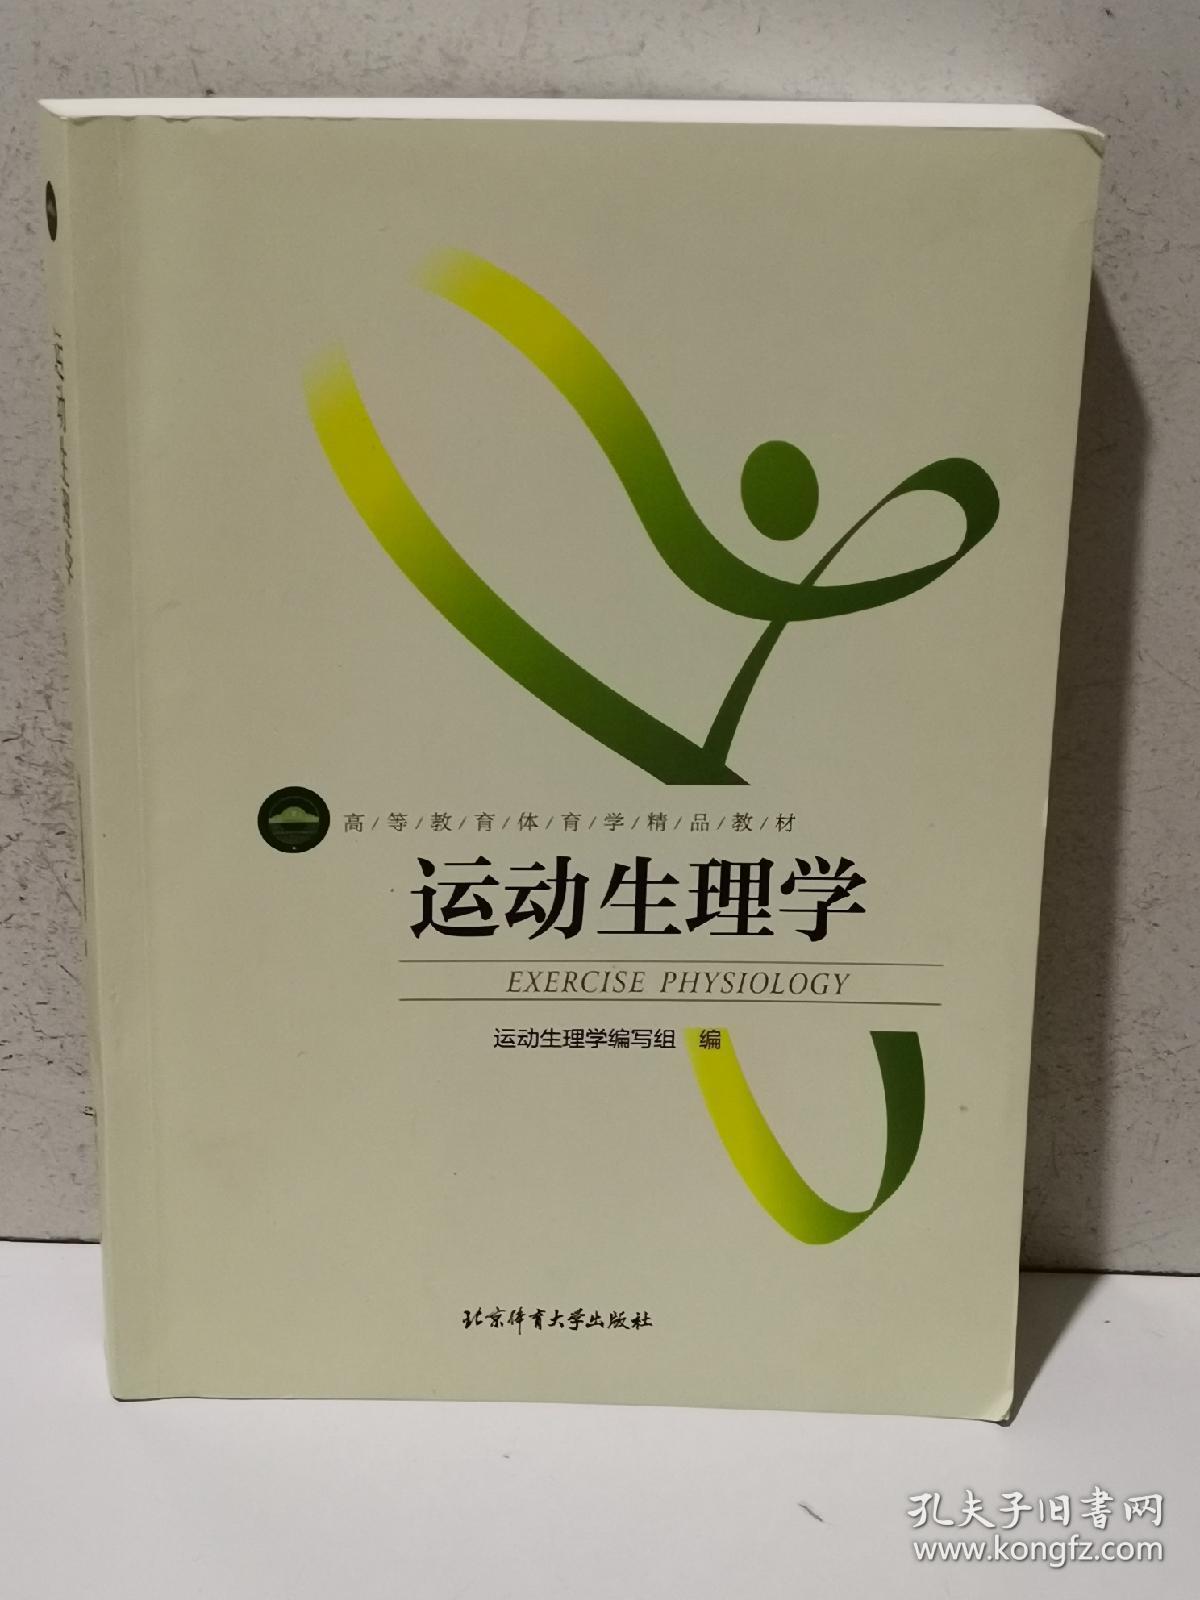 高/等/教/育/体/育/学/精/品/教/材
运动生理学
EXERCISE PHYSIOLOGY
运动生理学编写组 编
北京体育大学出版社
孔夫子旧书网
www.kongfz.com